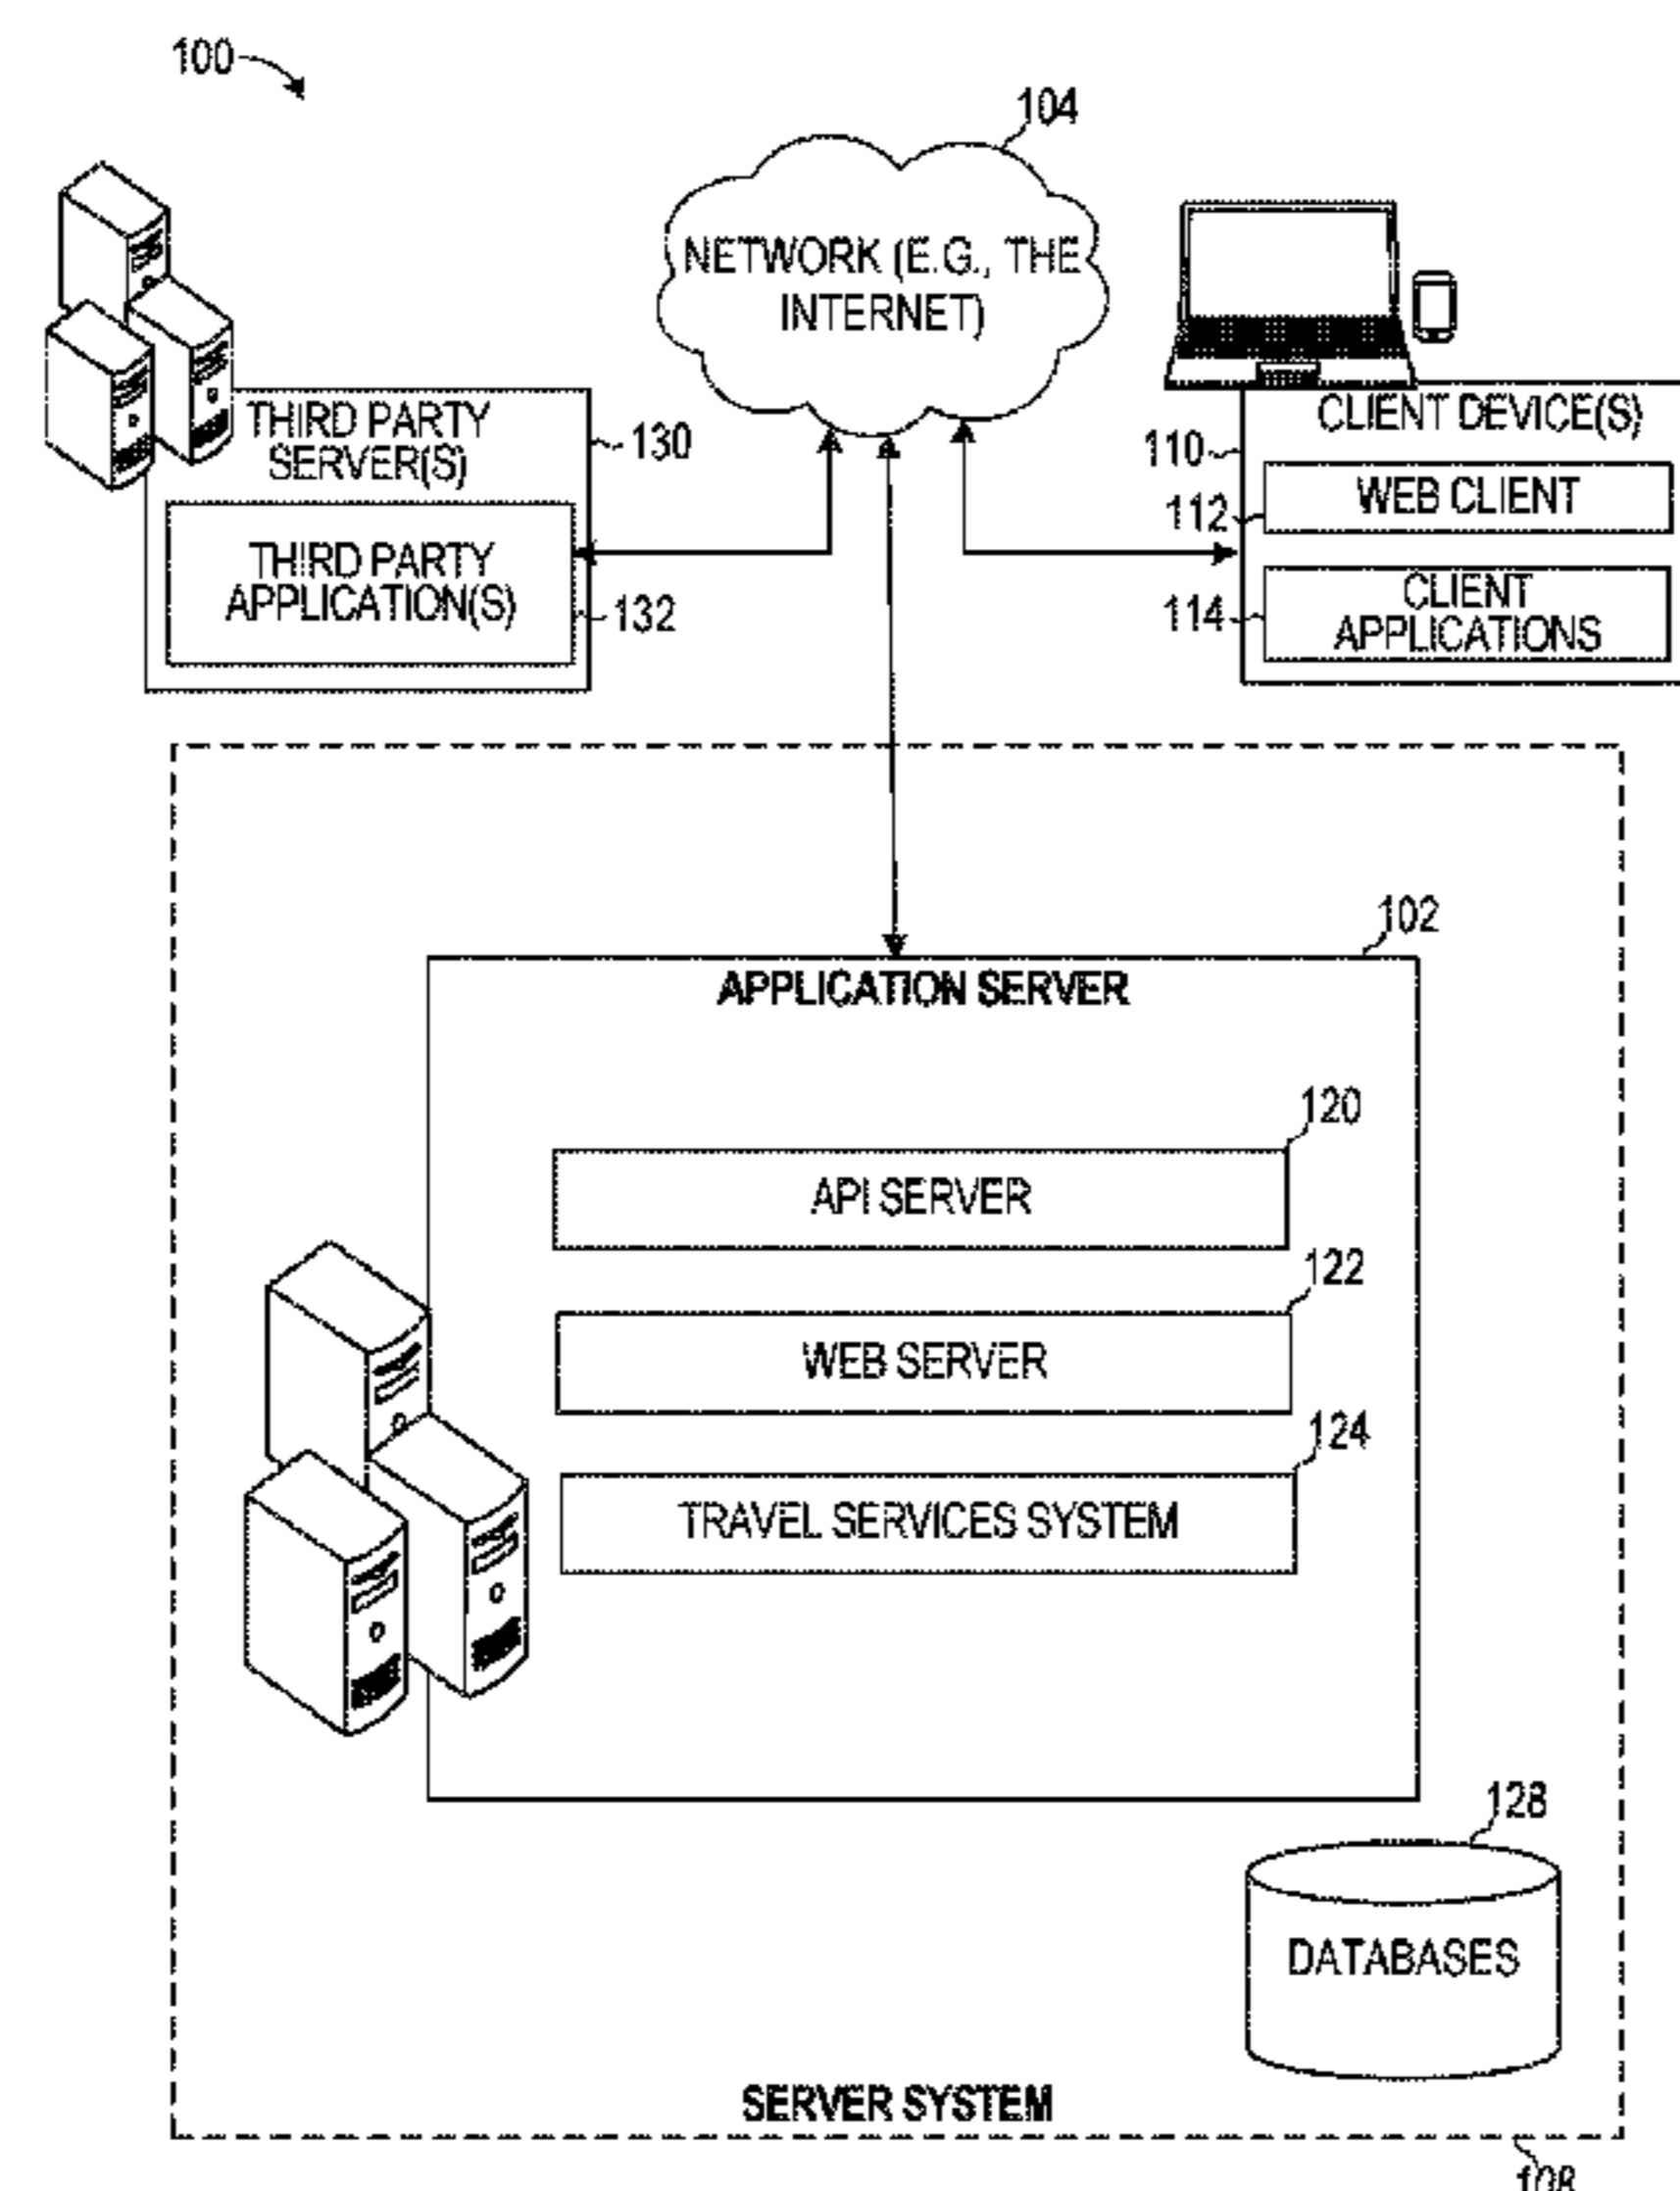 100
104
NETWORK (E.G., THE
INTERNET)
THIRD PARTY
SERVER(S)
130
THIRD PARTY
APPLICATION(S)
132
CLIENT DEVICE(S)
110
WEB CLIENT
112
CLIENT
APPLICATIONS
114
102
APPLICATION SERVER
120
API SERVER
122
WEB SERVER
124
TRAVEL SERVICES SYSTEM
128
DATABASES
SERVER SYSTEM
108